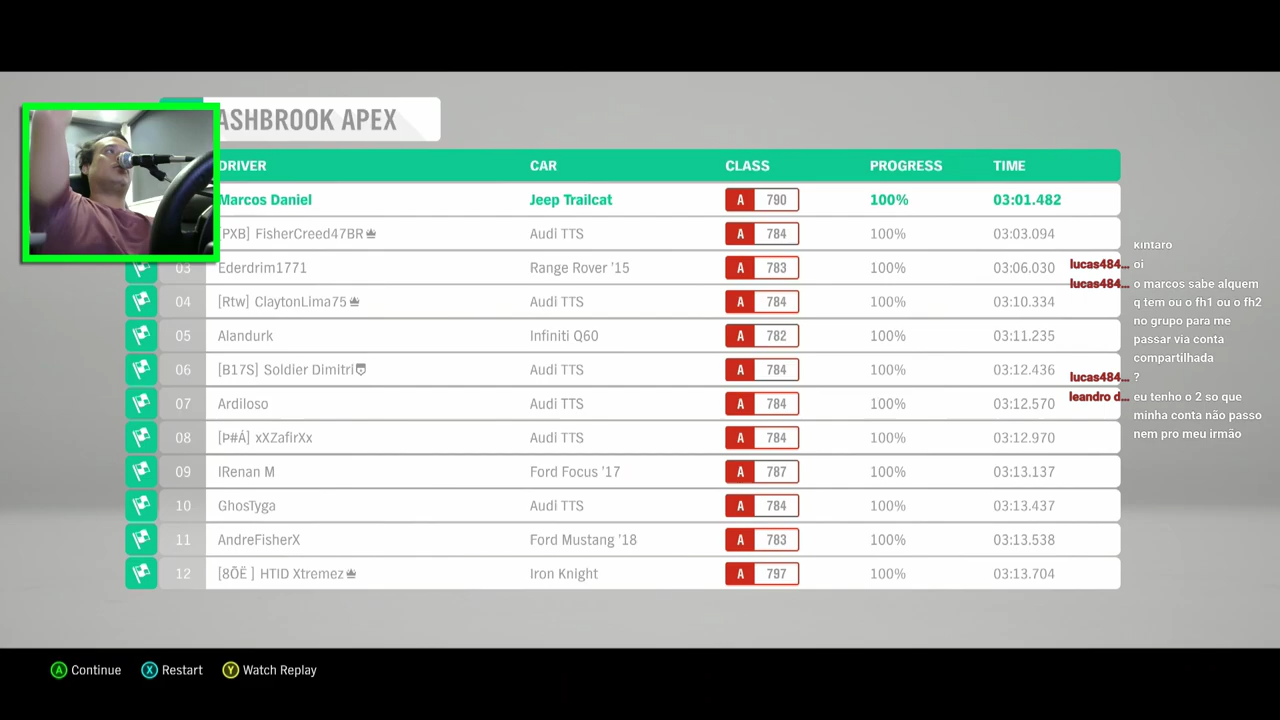 ASHBROOK APEX
DRIVER CAR CLASS PROGRESS TIME
Marcos Daniel Jeep Trailcat A 790 100% 03:01.482
[PXB] FisherCreed47BR Audi TTS A 784 100% 03:03.094
03 Ederdrim1771 Range Rover '15 A 783 100% 03:06.030
04 [Rtw] ClaytonLima75 Audi TTS A 784 100% 03:10.334
05 Alandurk Infiniti Q60 A 782 100% 03:11.235
06 [B17S] Soldier Dimitri Audi TTS A 784 100% 03:12.436
07 Ardiloso Audi TTS A 784 100% 03:12.570
08 [Þ#Á] xXZafirXx Audi TTS A 784 100% 03:12.970
09 IRenan M Ford Focus '17 A 787 100% 03:13.137
10 GhosTyga Audi TTS A 784 100% 03:13.437
11 AndreFisherX Ford Mustang '18 A 783 100% 03:13.538
12 [8ÕË ] HTID Xtremez Iron Knight A 797 100% 03:13.704
kintaro
lucas484... oi
lucas484... o marcos sabe alquem
q tem ou o fh1 ou o fh2
no grupo para me
passar via conta
compartilhada
lucas484... ?
leandro d... eu tenho o 2 so que
minha conta não passo
nem pro meu irmão
A Continue X Restart Y Watch Replay